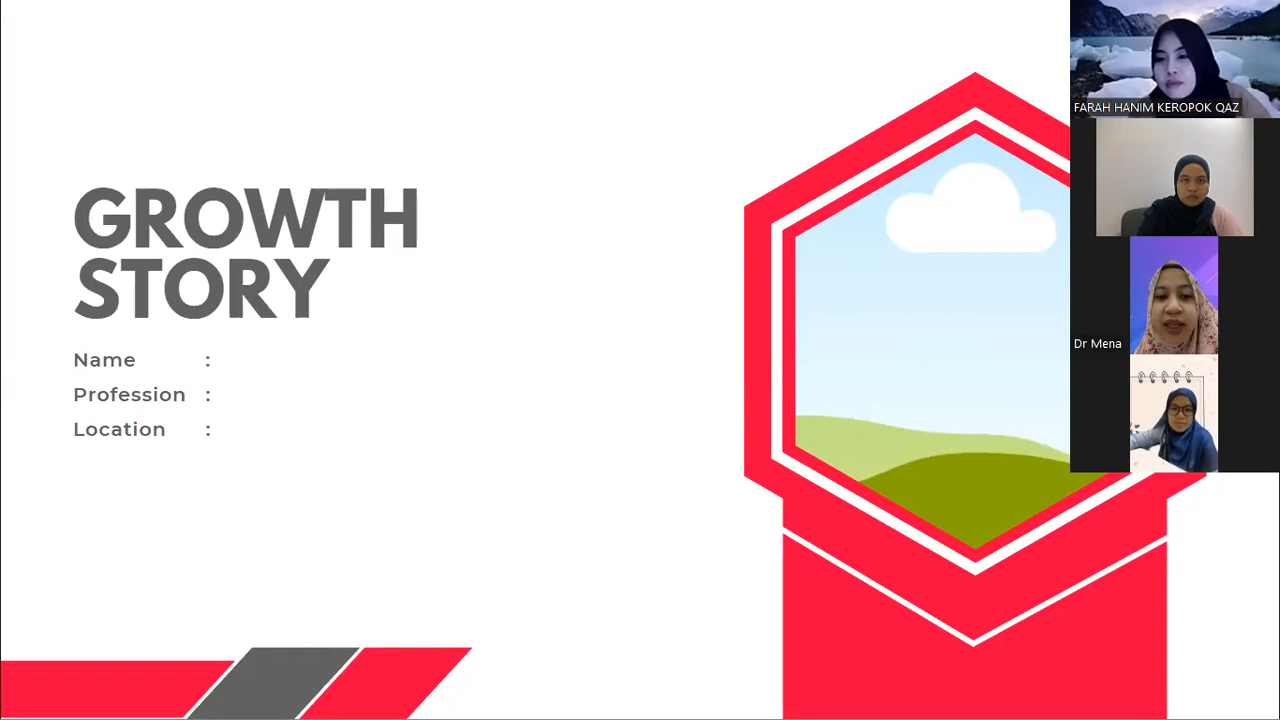 GROWTH
STORY
Name :
Profession :
Location :
FARAH HANIM KEROPOK QAZ
Dr Mena